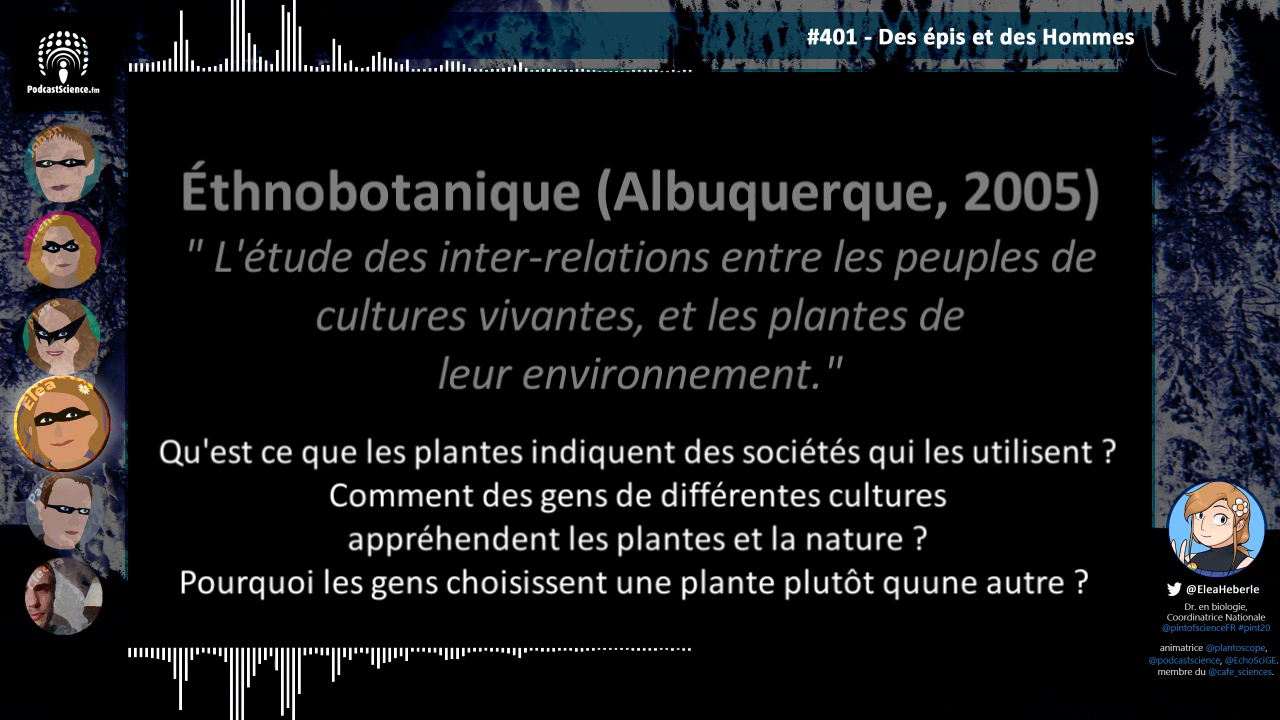 #401 - Des épis et des Hommes
PodcastScience.fm
Éthnobotanique (Albuquerque, 2005)
" L'étude des inter-relations entre les peuples de
cultures vivantes, et les plantes de
leur environnement."
Qu'est ce que les plantes indiquent des sociétés qui les utilisent ?
Comment des gens de différentes cultures
appréhendent les plantes et la nature ?
Pourquoi les gens choisissent une plante plutôt quune autre ?
Eléa
@EleaHeberle
Dr. en biologie,
Coordinatrice Nationale
@pintofscienceFR #pint20
animatrice @plantoscope,
@podcastscience, @EchoSciGE.
membre du @cafe_sciences.